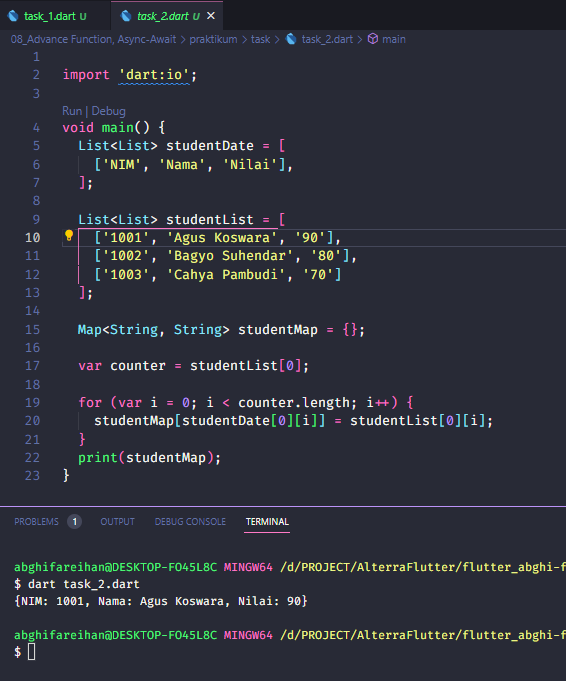 task_1.dart U
task_2.dart U ×
08_Advance Function, Async-Await > praktikum > task > task_2.dart > main
1
2 import 'dart:io';
3
Run | Debug
4 void main() {
5 List<List> studentDate = [
6 ['NIM', 'Nama', 'Nilai'],
7 ];
8
9 List<List> studentList = [
10 ['1001', 'Agus Koswara', '90'],
11 ['1002', 'Bagyo Suhendar', '80'],
12 ['1003', 'Cahya Pambudi', '70']
13 ];
14
15 Map<String, String> studentMap = {};
16
17 var counter = studentList[0];
18
19 for (var i = 0; i < counter.length; i++) {
20 studentMap[studentDate[0][i]] = studentList[0][i];
21 }
22 print(studentMap);
23 }
PROBLEMS 1 OUTPUT DEBUG CONSOLE TERMINAL
abghifareihan@DESKTOP-FO45L8C MINGW64 /d/PROJECT/AlterraFlutter/flutter_abghi-f
$ dart task_2.dart
{NIM: 1001, Nama: Agus Koswara, Nilai: 90}
abghifareihan@DESKTOP-FO45L8C MINGW64 /d/PROJECT/AlterraFlutter/flutter_abghi-f
$